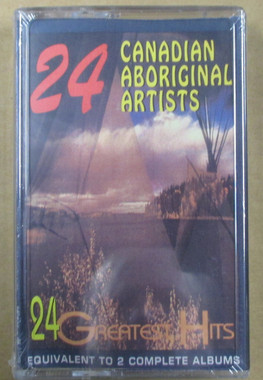 24 CANADIAN
ABORIGINAL
ARTISTS
24 GREATEST HITS
EQUIVALENT TO 2 COMPLETE ALBUMS